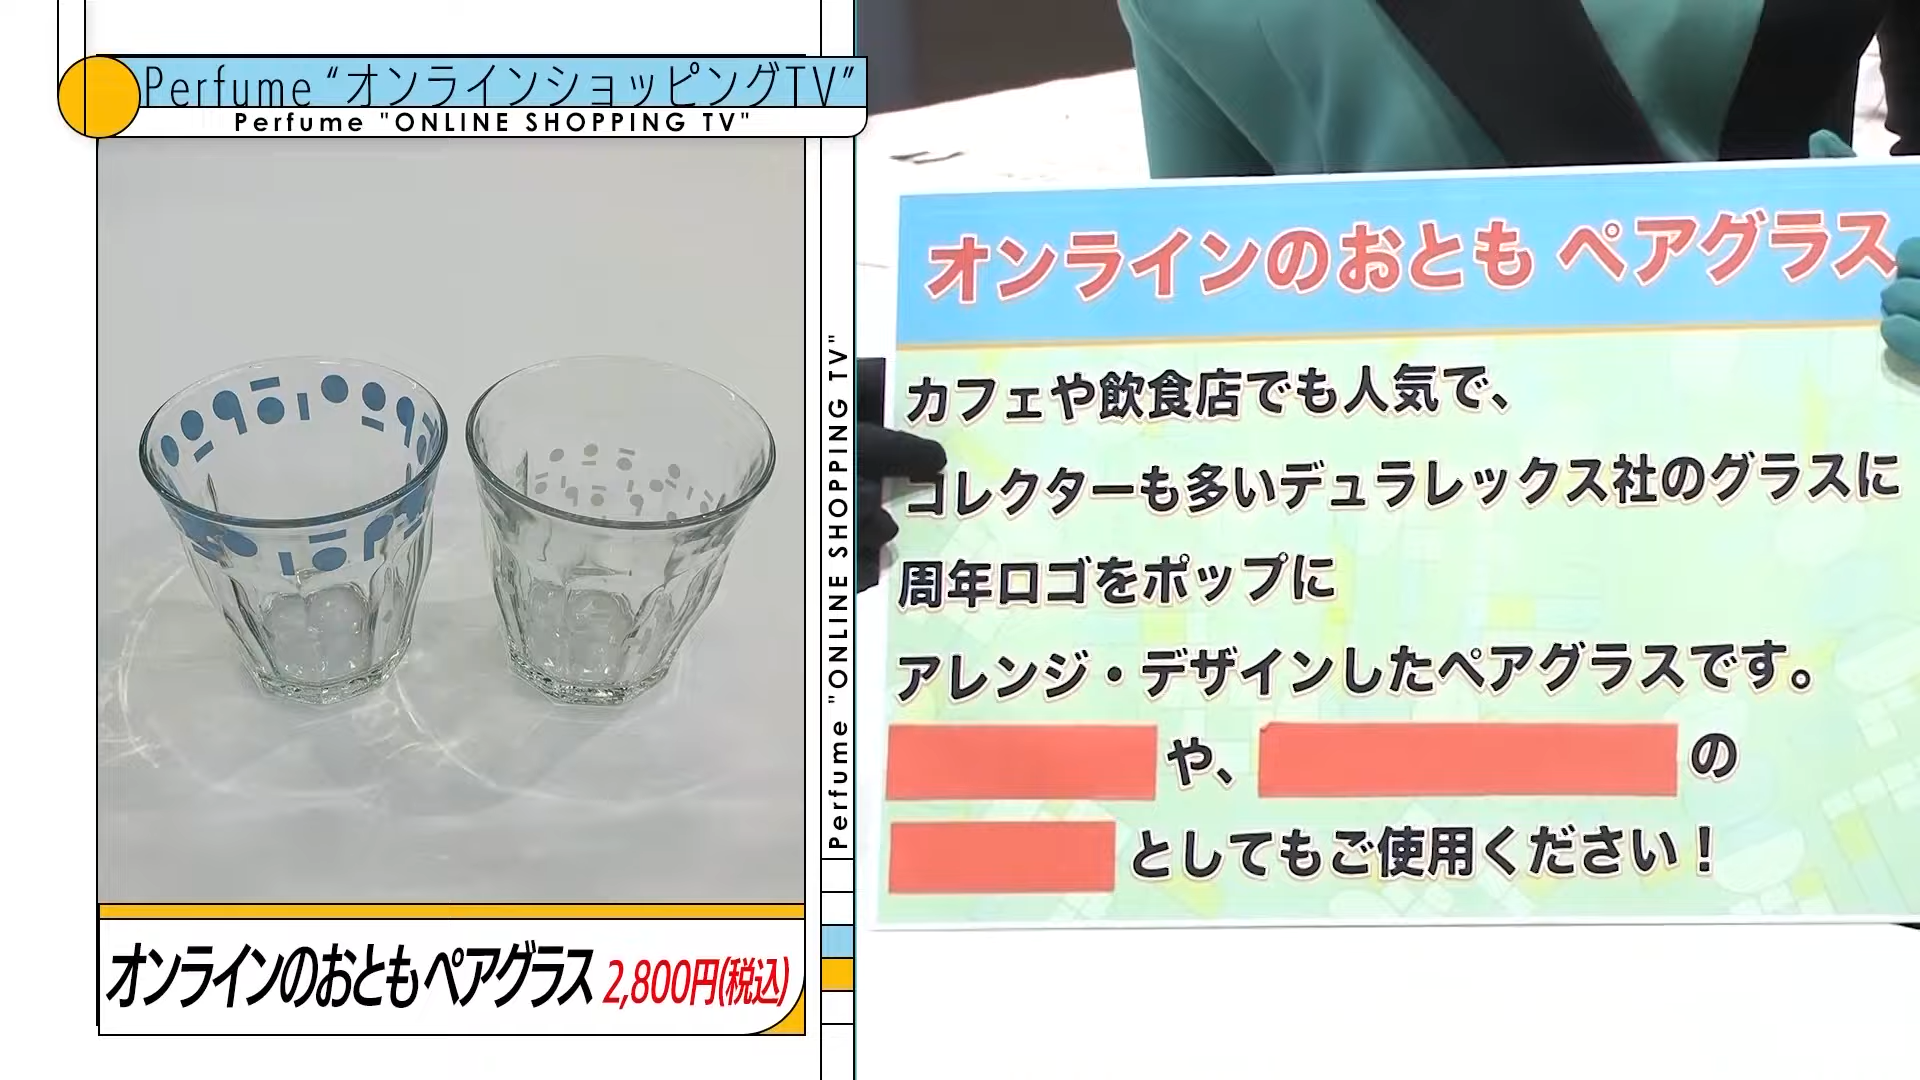 Perfume “オンラインショッピングTV”
Perfume "ONLINE SHOPPING TV"
Perfume "ONLINE SHOPPING TV"
オンラインのおとも ペアグラス 2,800円(税込)
オンラインのおとも ペアグラス
カフェや飲食店でも人気で、
コレクターも多いデュラレックス社のグラスに
周年ロゴをポップに
アレンジ・デザインしたペアグラスです。
や、の
としてもご使用ください！